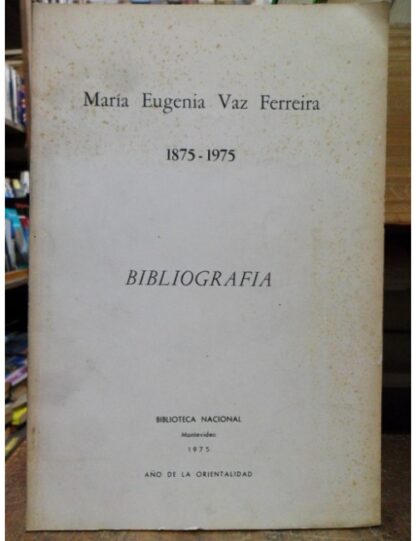 María Eugenia Vaz Ferreira
1875-1975
BIBLIOGRAFIA
BIBLIOTECA NACIONAL
Montevideo
1975
AÑO DE LA ORIENTALIDAD